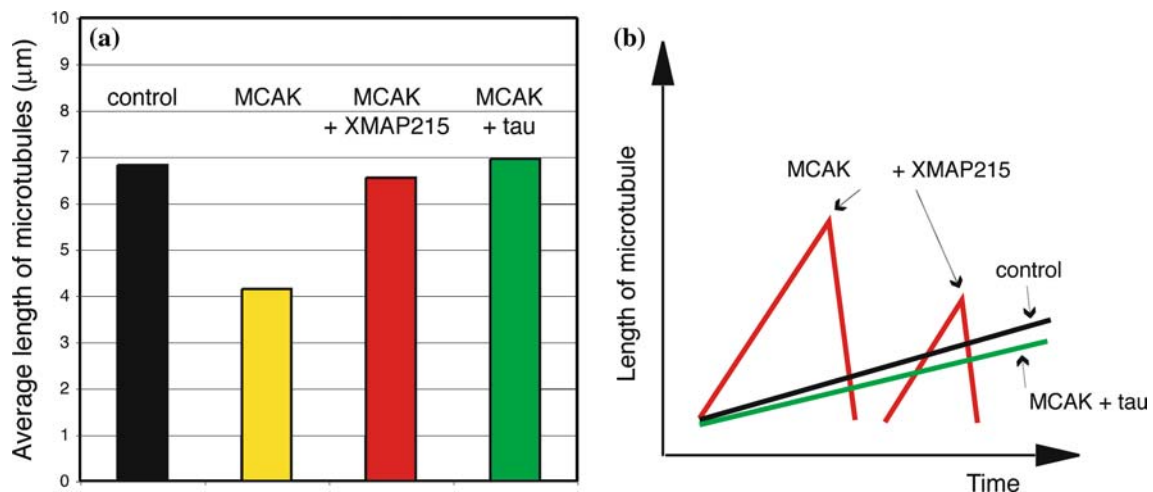 (a)
Average length of microtubules (μm)
10
9
8
7
6
5
4
3
2
1
0
control
MCAK
MCAK
+ XMAP215
MCAK
+ tau
(b)
Length of microtubule
MCAK + XMAP215
control
MCAK + tau
Time